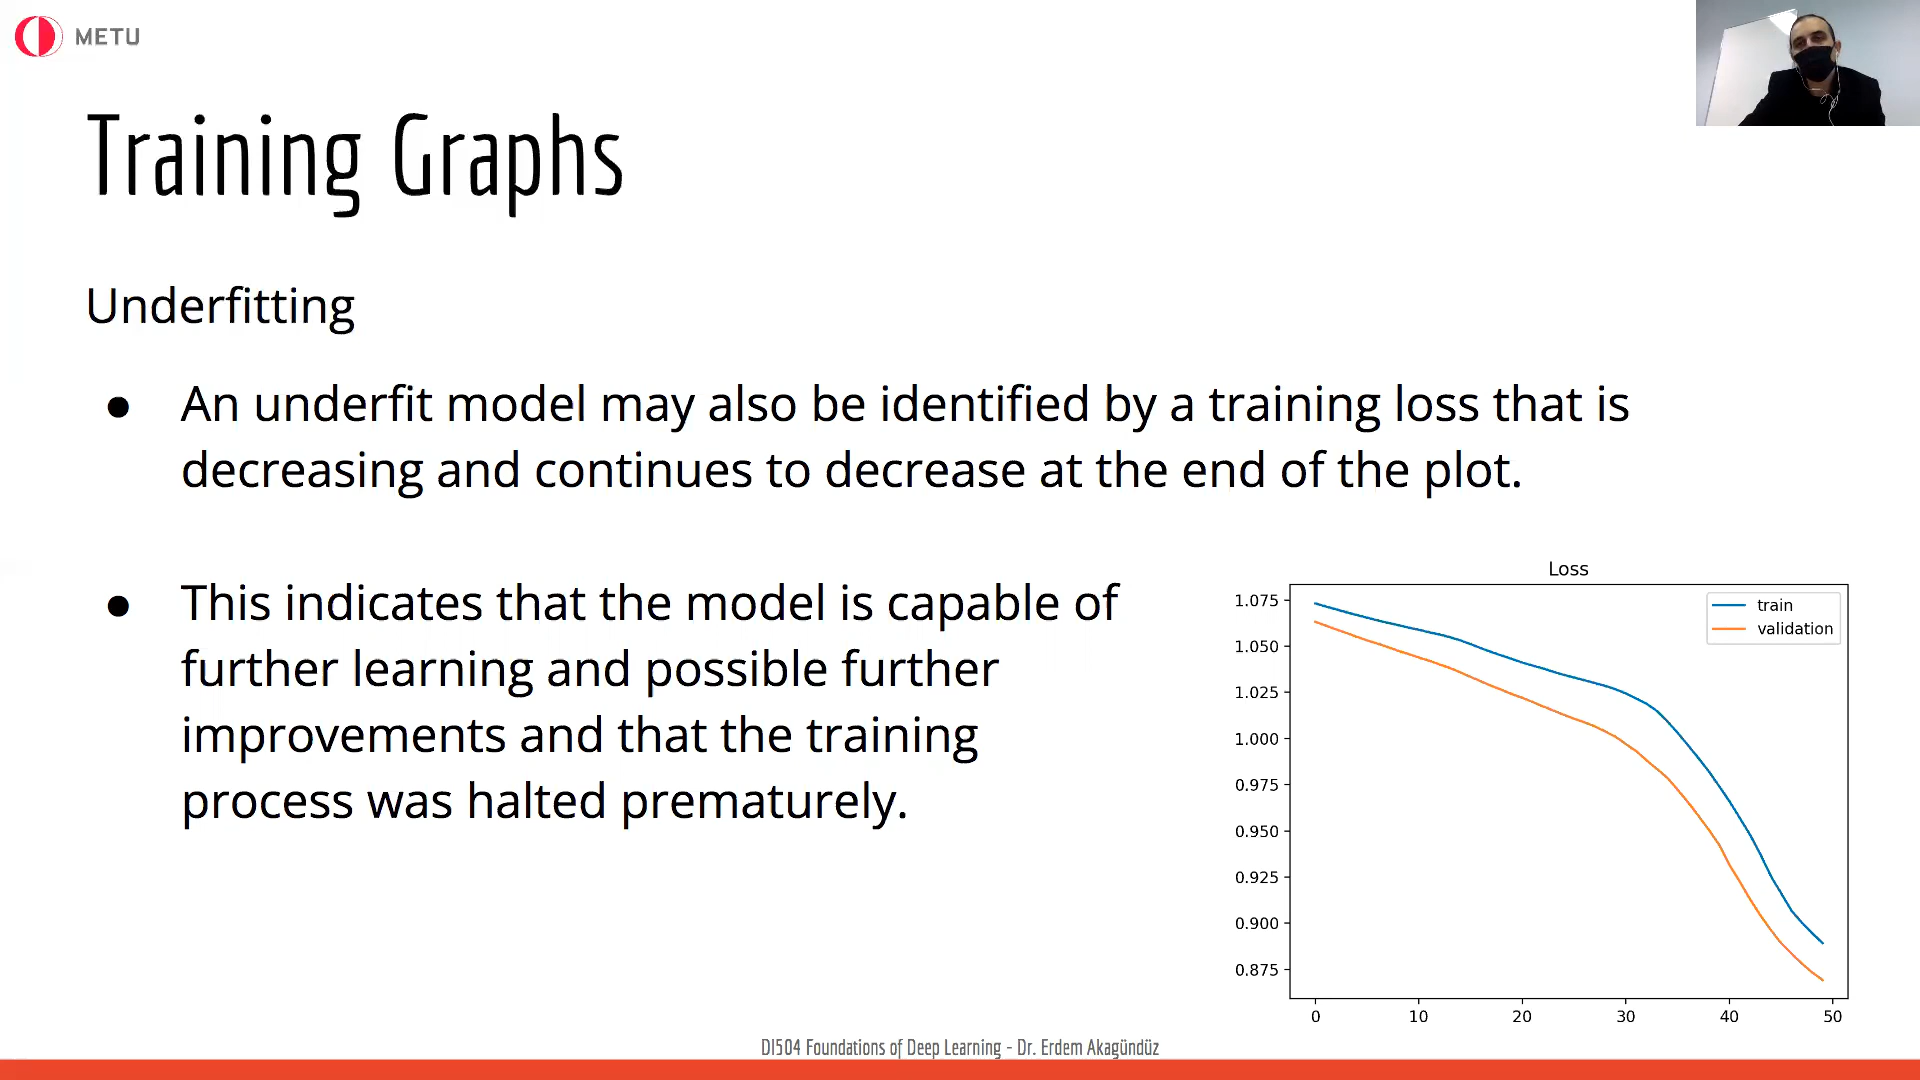 METU
Training Graphs
Underfitting
● An underfit model may also be identified by a training loss that is
decreasing and continues to decrease at the end of the plot.
● This indicates that the model is capable of
further learning and possible further
improvements and that the training
process was halted prematurely.
Loss
train
validation
1.075
1.050
1.025
1.000
0.975
0.950
0.925
0.900
0.875
0 10 20 30 40 50
DI504 Foundations of Deep Learning - Dr. Erdem Akagündüz